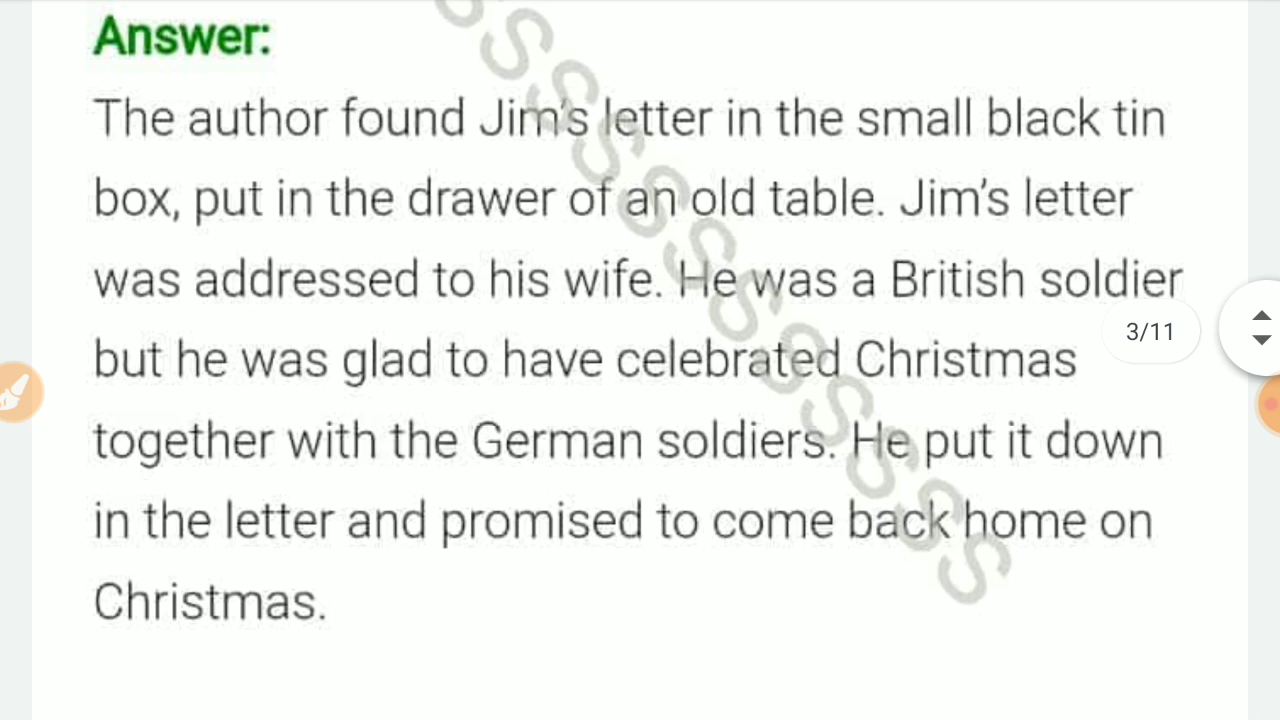 Answer:
The author found Jim's letter in the small black tin
box, put in the drawer of an old table. Jim's letter
was addressed to his wife. He was a British soldier
3/11
but he was glad to have celebrated Christmas
together with the German soldiers. He put it down
in the letter and promised to come back home on
Christmas.
SSSSSSSSSSSS